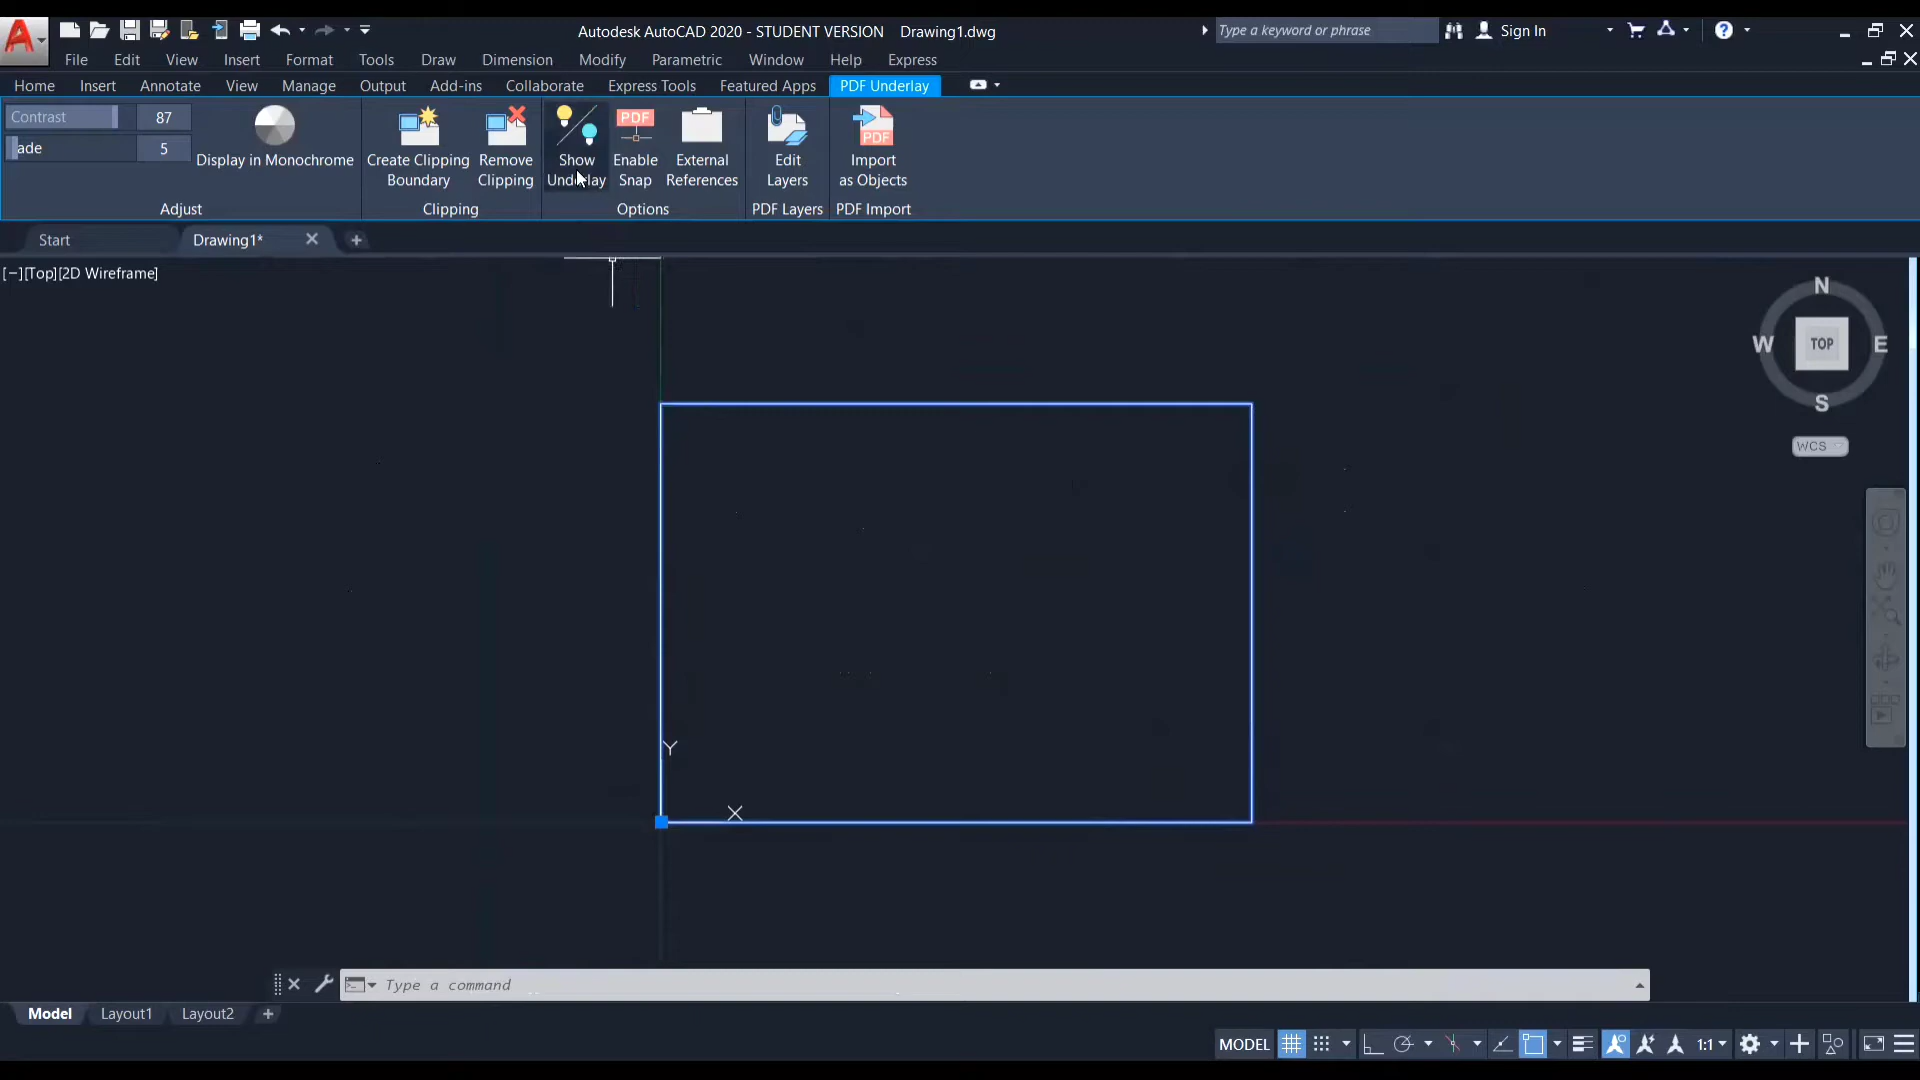 Autodesk AutoCAD 2020 - STUDENT VERSION Drawing1.dwg
Type a keyword or phrase
Sign In
File Edit View Insert Format Tools Draw Dimension Modify Parametric Window Help Express
Home Insert Annotate View Manage Output Add-ins Collaborate Express Tools Featured Apps PDF Underlay
Contrast 87
ade 5
Display in Monochrome
Adjust
Create Clipping
Boundary
Remove
Clipping
Clipping
Show
Underlay
PDF
Enable
Snap
External
References
Options
Edit
Layers
PDF Layers
PDF
Import
as Objects
PDF Import
Start Drawing1*
[−][Top][2D Wireframe]
N
W TOP E
S
WCS
Y
X
Type a command
Model Layout1 Layout2
MODEL 1:1